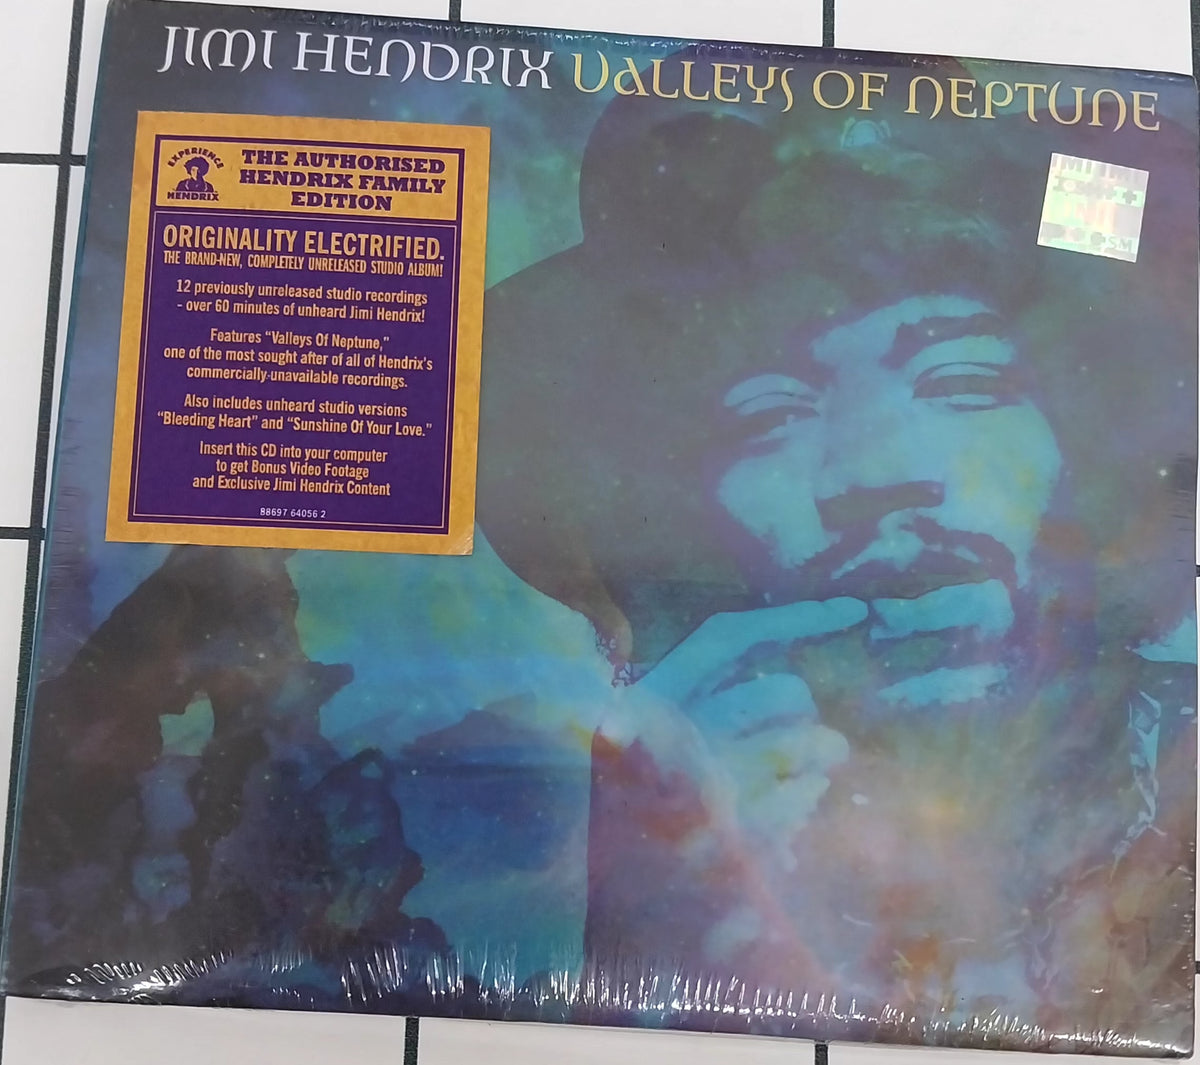 JIMI HENDRIX VALLEYS OF NEPTUNE
EXPERIENCE
HENDRIX
THE AUTHORISED
HENDRIX FAMILY
EDITION
ORIGINALITY ELECTRIFIED.
THE BRAND-NEW, COMPLETELY UNRELEASED STUDIO ALBUM!
12 previously unreleased studio recordings
- over 60 minutes of unheard Jimi Hendrix!
Features "Valleys Of Neptune,"
one of the most sought after of all of Hendrix's
commercially-unavailable recordings.
Also includes unheard studio versions
"Bleeding Heart" and "Sunshine Of Your Love."
Insert this CD into your computer
to get Bonus Video Footage
and Exclusive Jimi Hendrix Content
88697 64056 2